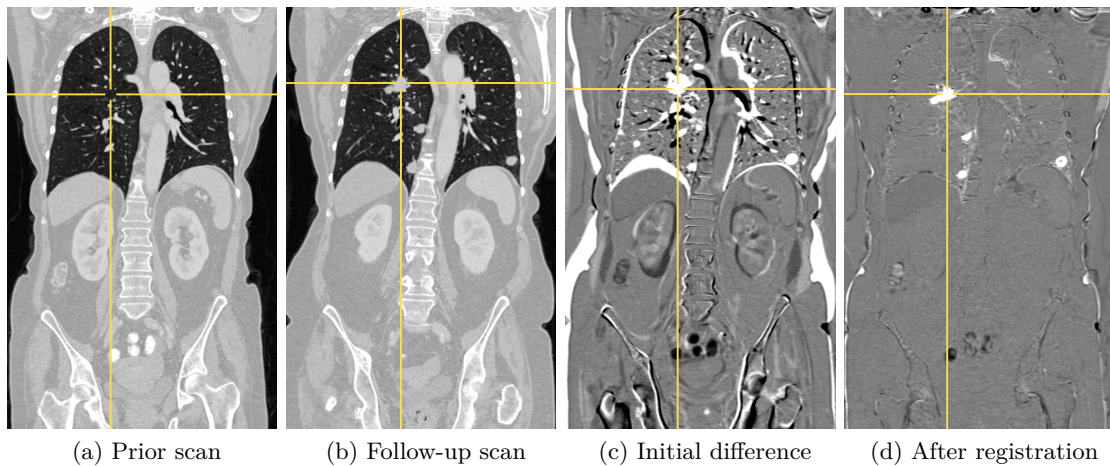 (a) Prior scan
(b) Follow-up scan
(c) Initial difference
(d) After registration